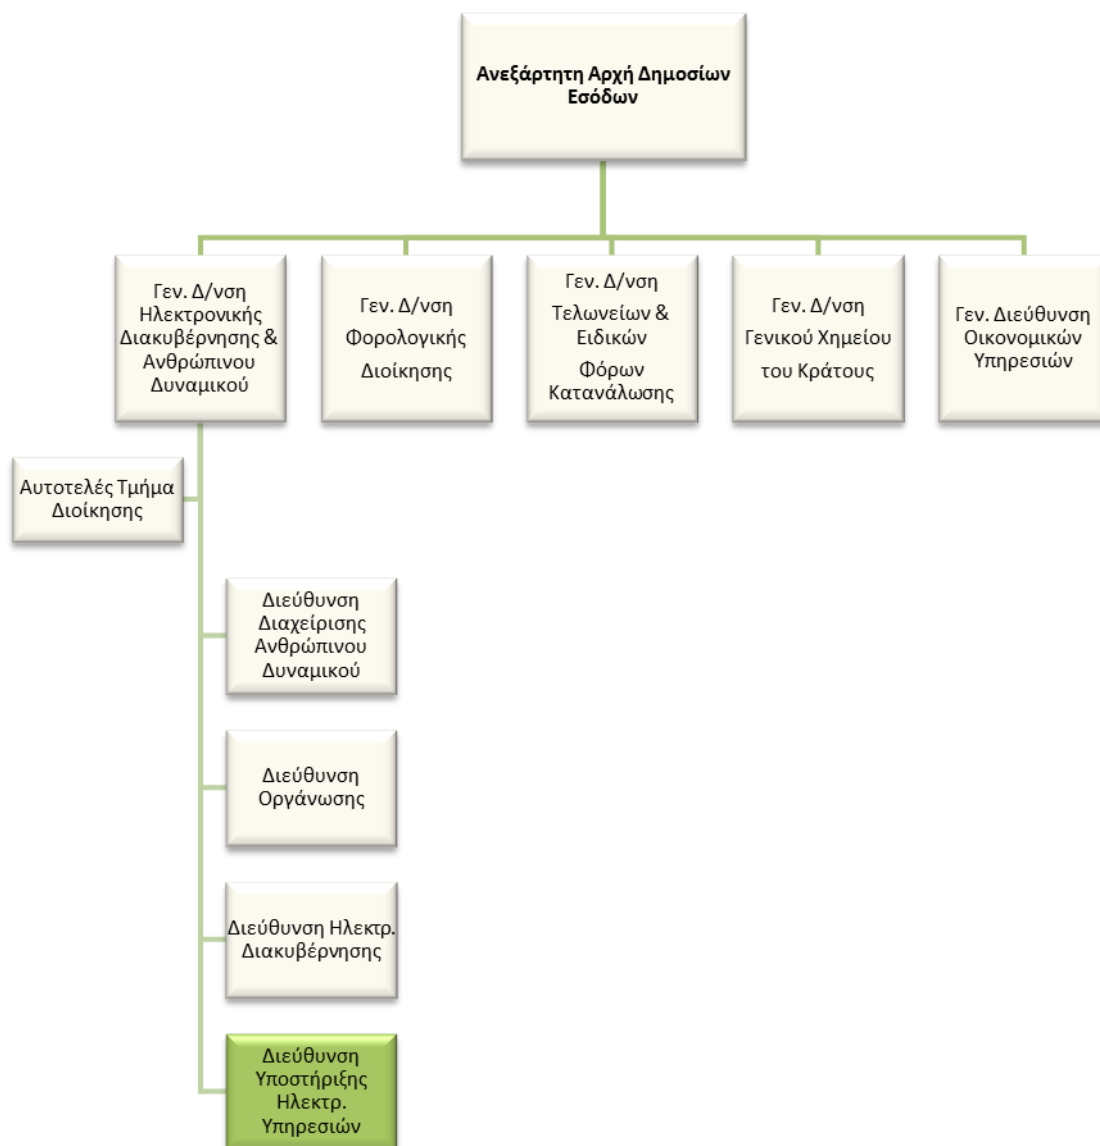 Ανεξάρτητη Αρχή Δημοσίων
Εσόδων
Γεν. Δ/νση
Ηλεκτρονικής
Διακυβέρνησης &
Ανθρώπινου
Δυναμικού
Γεν. Δ/νση
Φορολογικής
Διοίκησης
Γεν. Δ/νση
Τελωνείων &
Ειδικών
Φόρων
Κατανάλωσης
Γεν. Δ/νση
Γενικού Χημείου
του Κράτους
Γεν. Διεύθυνση
Οικονομικών
Υπηρεσιών
Αυτοτελές Τμήμα
Διοίκησης
Διεύθυνση
Διαχείρισης
Ανθρώπινου
Δυναμικού
Διεύθυνση
Οργάνωσης
Διεύθυνση Ηλεκτρ.
Διακυβέρνησης
Διεύθυνση
Υποστήριξης
Ηλεκτρ.
Υπηρεσιών